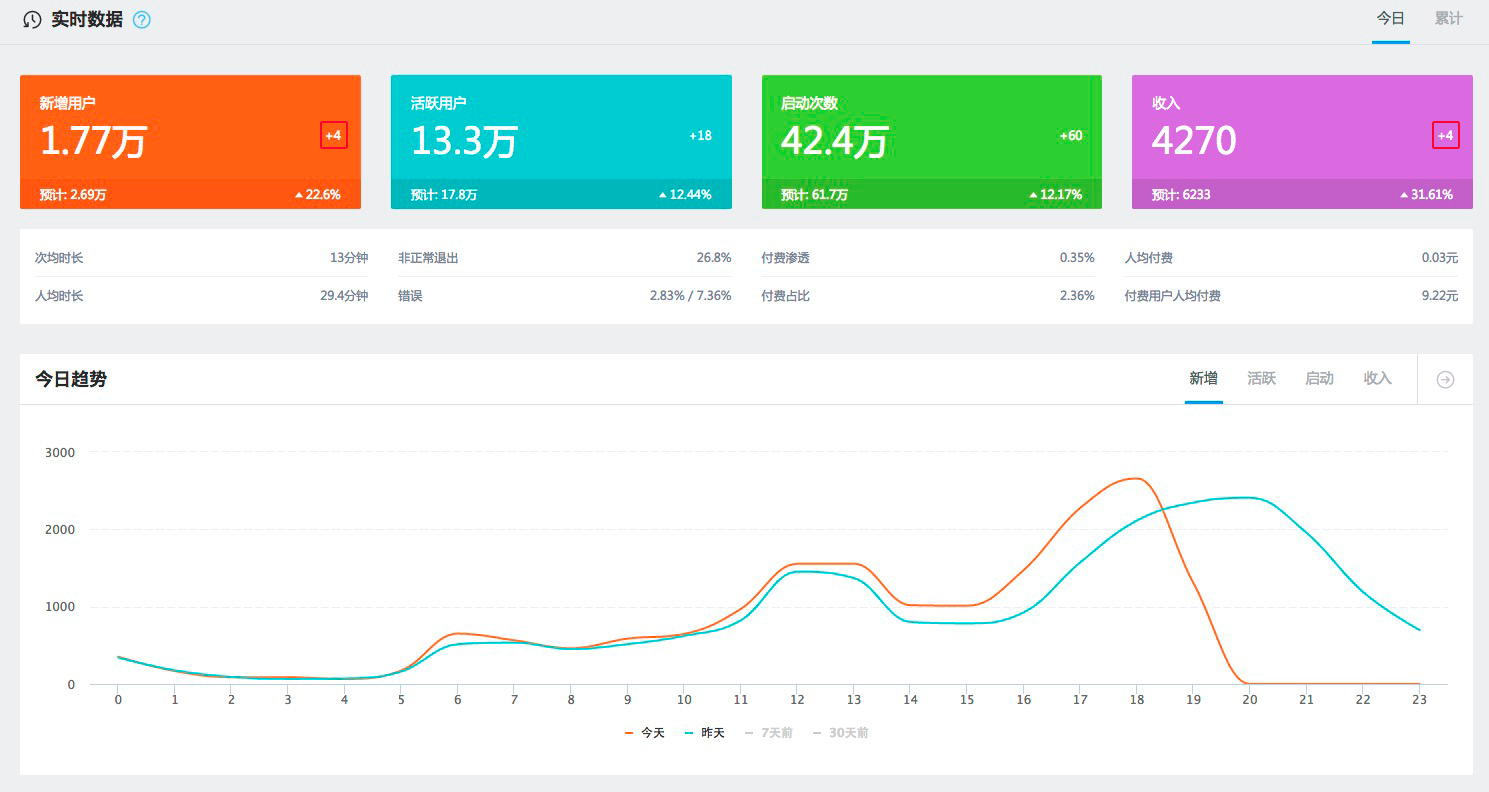 实时数据 ?
今日 累计
新增用户
1.77万 +4
预计: 2.69万 22.6%
活跃用户
13.3万 +18
预计: 17.8万 12.44%
启动次数
42.4万 +60
预计: 61.7万 12.17%
收入
4270 +4
预计: 6233 31.61%
次均时长 13分钟 非正常退出 26.8% 付费渗透 0.35% 人均付费 0.03元
人均时长 29.4分钟 错误 2.83% / 7.36% 付费占比 2.36% 付费用户人均付费 9.22元
今日趋势 新增 活跃 启动 收入
3000
2000
1000
0
0 1 2 3 4 5 6 7 8 9 10 11 12 13 14 15 16 17 18 19 20 21 22 23
今天 昨天 7天前 30天前